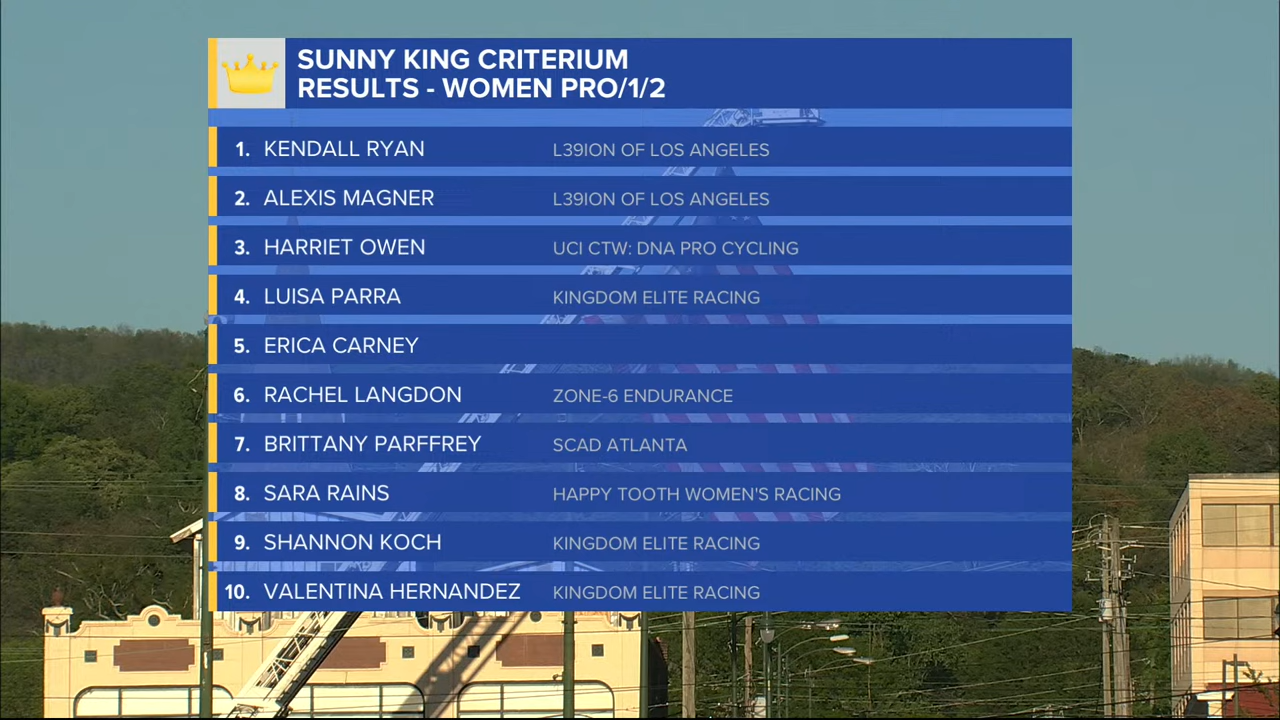 SUNNY KING CRITERIUM
RESULTS - WOMEN PRO/1/2
1. KENDALL RYAN L39ION OF LOS ANGELES
2. ALEXIS MAGNER L39ION OF LOS ANGELES
3. HARRIET OWEN UCI CTW: DNA PRO CYCLING
4. LUISA PARRA KINGDOM ELITE RACING
5. ERICA CARNEY
6. RACHEL LANGDON ZONE-6 ENDURANCE
7. BRITTANY PARFFREY SCAD ATLANTA
8. SARA RAINS HAPPY TOOTH WOMEN'S RACING
9. SHANNON KOCH KINGDOM ELITE RACING
10. VALENTINA HERNANDEZ KINGDOM ELITE RACING